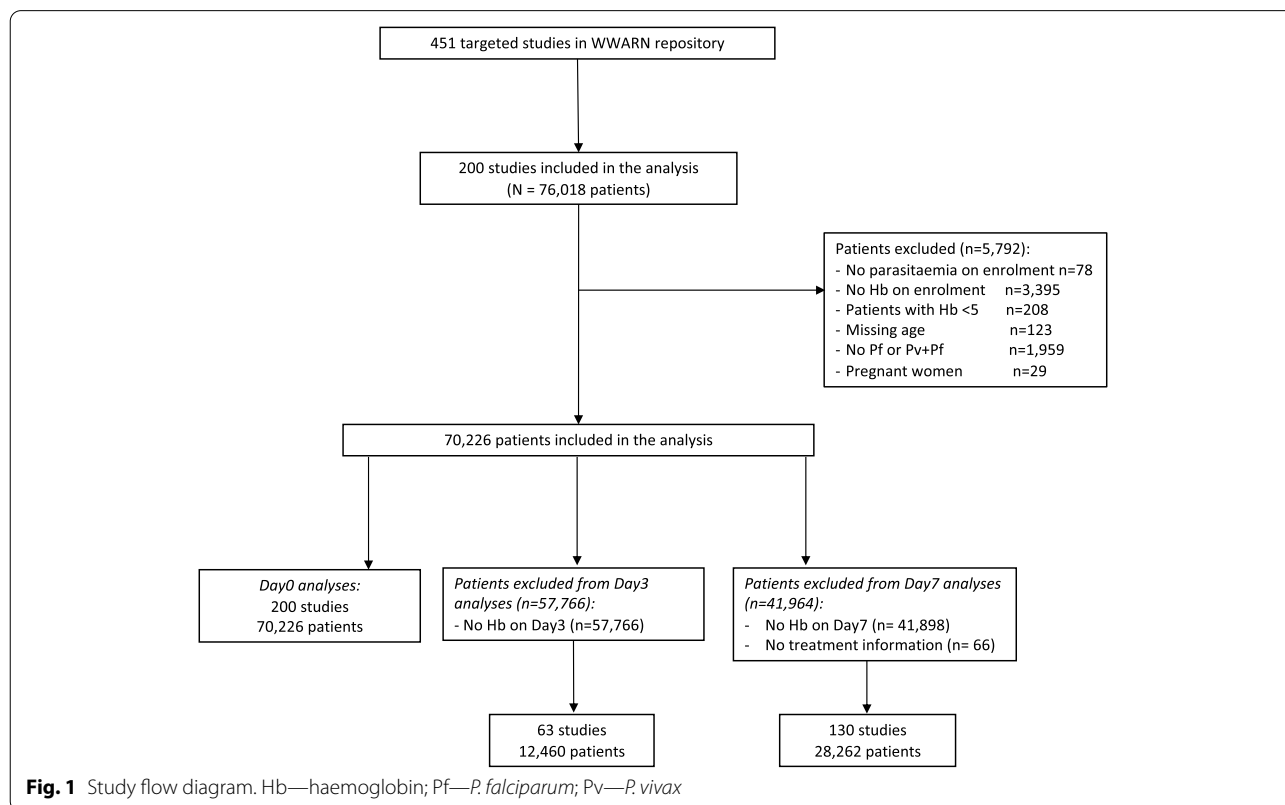 451 targeted studies in WWARN repository
200 studies included in the analysis
(N = 76,018 patients)
Patients excluded (n=5,792):
- No parasitaemia on enrolment n=78
- No Hb on enrolment n=3,395
- Patients with Hb <5 n=208
- Missing age n=123
- No Pf or Pv+Pf n=1,959
- Pregnant women n=29
70,226 patients included in the analysis
Day0 analyses:
200 studies
70,226 patients
Patients excluded from Day3
analyses (n=57,766):
- No Hb on Day3 (n=57,766)
Patients excluded from Day7 analyses
(n=41,964):
- No Hb on Day7 (n= 41,898)
- No treatment information (n= 66)
63 studies
12,460 patients
130 studies
28,262 patients
Fig. 1 Study flow diagram. Hb—haemoglobin; Pf—P. falciparum; Pv—P. vivax